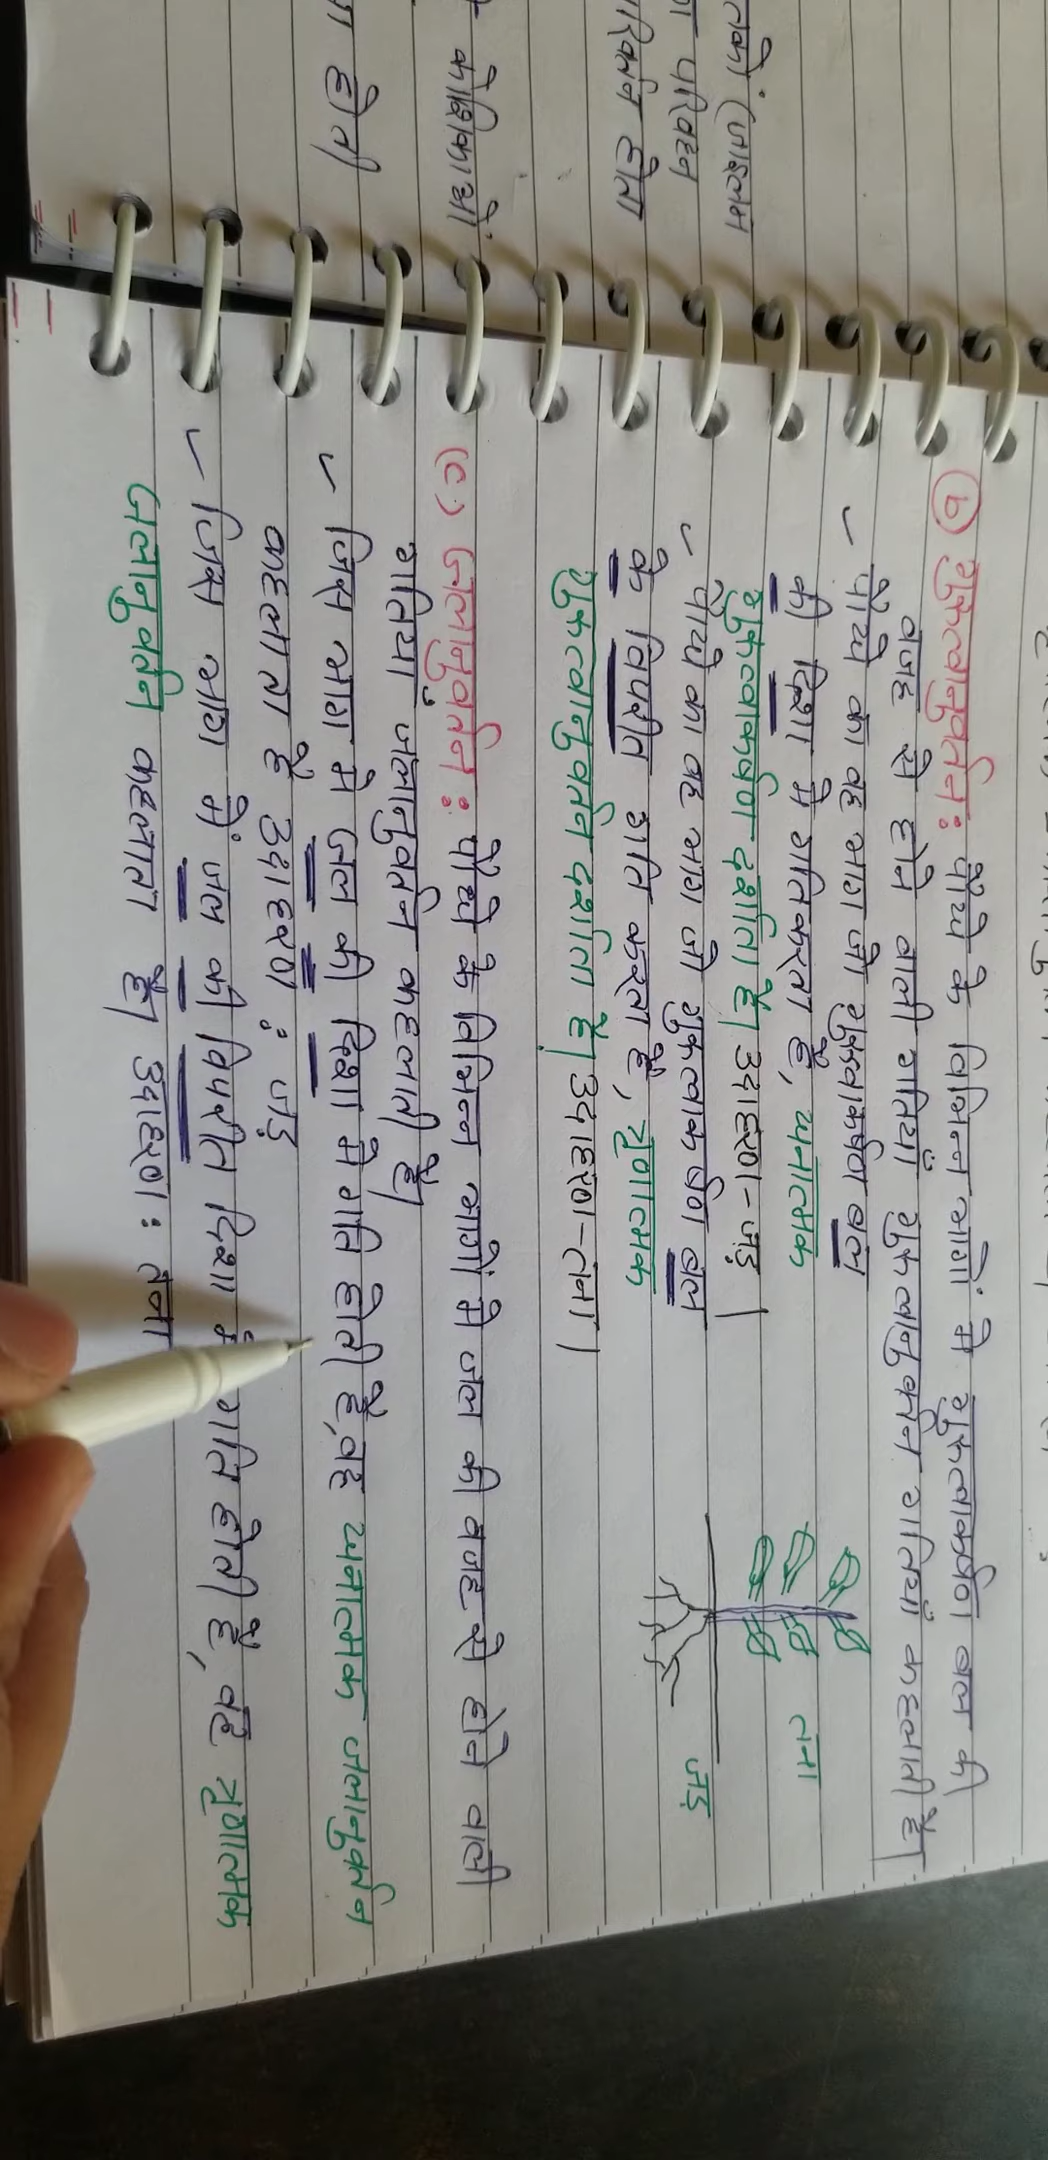 तकों (जाइलम
परिवहन
होता
कोशिकाओं
होती
(b) गुरूत्वानुवर्तन : पौधे के विभिन्न भागों मे गुरूत्वाकर्षण बल की
वजह से होने वाली गतियाँ गुरूत्वानुवर्तन गतियाँ कहलाती हैं|
✓ पौधे का वह भाग जो गुरूत्वाकर्षण बल
की दिशा मे गति करता हैं, धनात्मक
गुरूत्वाकर्षण दर्शाता हैं| उदाहरण - जड़|
✓ पौधे का वह भाग जो गुरूत्वाकर्षण बल
के विपरीत गति करता हैं, ऋणात्मक
गुरूत्वानुवर्तन दर्शाता हैं| उदाहरण - तना|
तना
जड़
(c) जलानुवर्तन : पौधे के विभिन्न भागों मे जल की वजह से होने वाली
गतियाँ जलानुवर्तन कहलाती हैं|
✓ जिस भाग मे जल की दिशा मे गति होती हैं, वह धनात्मक जलानुवर्तन
कहलाता हैं उदाहरण : जड़
✓ जिस भाग में जल की विपरीत दिशा में गति होती हैं, वह ऋणात्मक
जलानुवर्तन कहलाता हैं| उदाहरण : तना